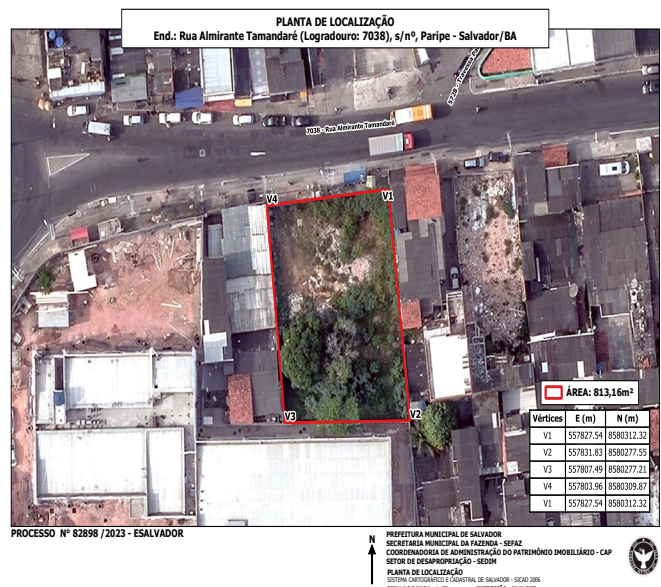 PLANTA DE LOCALIZAÇÃO
End.: Rua Almirante Tamandaré (Logradouro: 7038), s/nº, Paripe - Salvador/BA
7038 - Rua Almirante Tamandaré
5728 - Travessa
V4
V1
V3
V2
ÁREA: 813,16m²
Vértices E (m) N (m)
V1 557827.54 8580312.32
V2 557831.83 8580277.55
V3 557807.49 8580277.21
V4 557803.96 8580309.87
V1 557827.54 8580312.32
PROCESSO Nº 82898 /2023 - ESALVADOR
N
PREFEITURA MUNICIPAL DE SALVADOR
SECRETARIA MUNICIPAL DA FAZENDA - SEFAZ
COORDENADORIA DE ADMINISTRAÇÃO DO PATRIMÔNIO IMOBILIÁRIO - CAP
SETOR DE DESAPROPRIAÇÃO - SEDIM
PLANTA DE LOCALIZAÇÃO
SISTEMA CARTOGRÁFICO E CADASTRAL DE SALVADOR - SICAD 2006